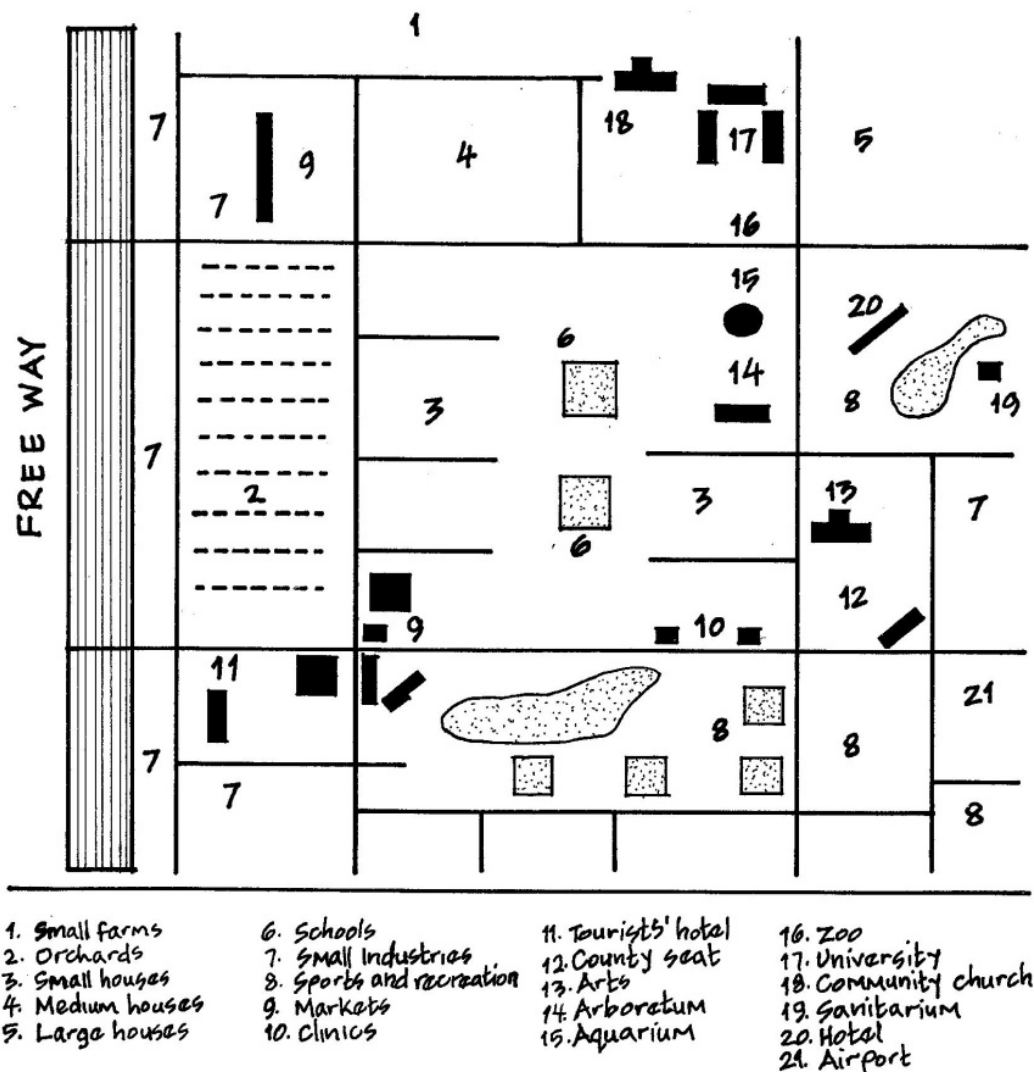 1
7
9
4
18
17
5
7
16
15
20
6
14
8
19
3
FREE WAY
7
2
3
13
7
6
12
9
10
11
21
8
8
7
7
8
1. Small farms
2. Orchards
3. Small houses
4. Medium houses
5. Large houses
6. Schools
7. Small Industries
8. Sports and recreation
9. Markets
10. Clinics
11. Tourists' hotel
12. County seat
13. Arts
14. Arboretum
15. Aquarium
16. Zoo
17. University
18. Community church
19. Sanitarium
20. Hotel
21. Airport